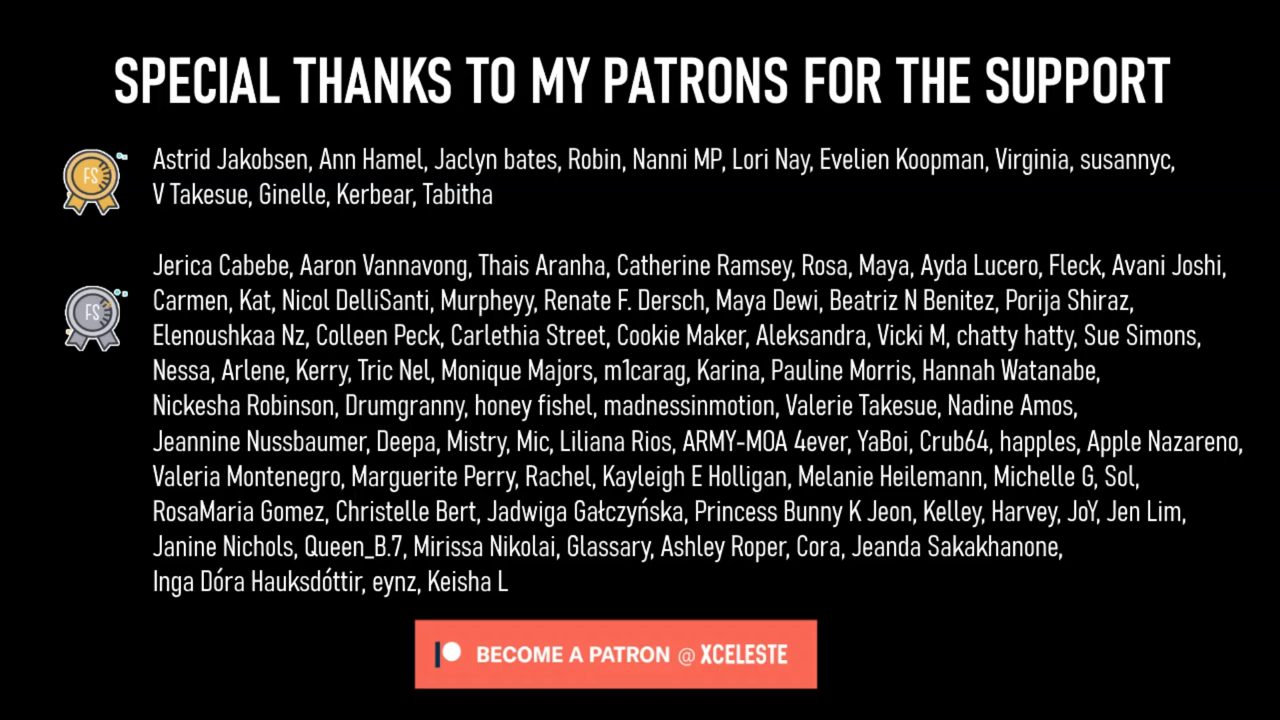 SPECIAL THANKS TO MY PATRONS FOR THE SUPPORT
FS
Astrid Jakobsen, Ann Hamel, Jaclyn bates, Robin, Nanni MP, Lori Nay, Evelien Koopman, Virginia, susannyc,
V Takesue, Ginelle, Kerbear, Tabitha
FS
Jerica Cabebe, Aaron Vannavong, Thais Aranha, Catherine Ramsey, Rosa, Maya, Ayda Lucero, Fleck, Avani Joshi,
Carmen, Kat, Nicol DelliSanti, Murpheyy, Renate F. Dersch, Maya Dewi, Beatriz N Benitez, Porija Shiraz,
Elenoushkaa Nz, Colleen Peck, Carlethia Street, Cookie Maker, Aleksandra, Vicki M, chatty hatty, Sue Simons,
Nessa, Arlene, Kerry, Tric Nel, Monique Majors, m1carag, Karina, Pauline Morris, Hannah Watanabe,
Nickesha Robinson, Drumgranny, honey fishel, madnessinmotion, Valerie Takesue, Nadine Amos,
Jeannine Nussbaumer, Deepa, Mistry, Mic, Liliana Rios, ARMY-MOA 4ever, YaBoi, Crub64, happles, Apple Nazareno,
Valeria Montenegro, Marguerite Perry, Rachel, Kayleigh E Holligan, Melanie Heilemann, Michelle G, Sol,
RosaMaria Gomez, Christelle Bert, Jadwiga Gałczyńska, Princess Bunny K Jeon, Kelley, Harvey, JoY, Jen Lim,
Janine Nichols, Queen_B.7, Mirissa Nikolai, Glassary, Ashley Roper, Cora, Jeanda Sakakhanone,
Inga Dóra Hauksdóttir, eynz, Keisha L
BECOME A PATRON @ XCELESTE